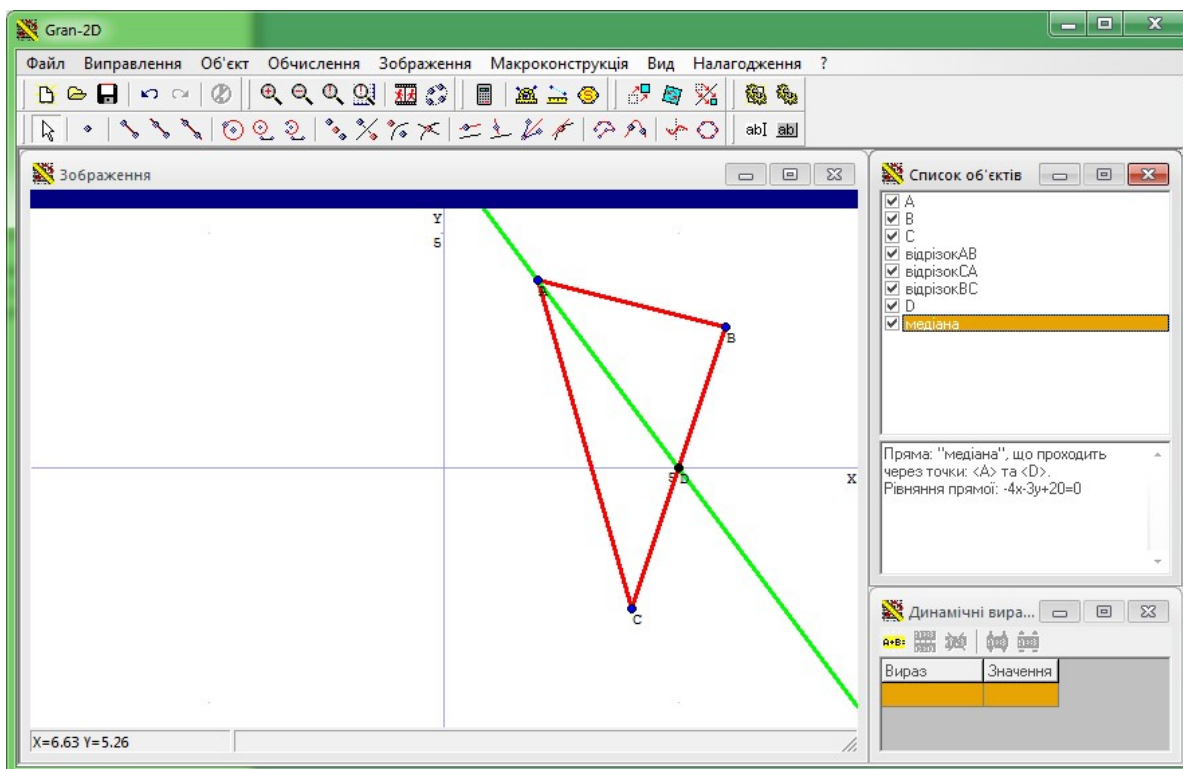 Gran-2D
Файл Виправлення Об'єкт Обчислення Зображення Макроконструкція Вид Налагодження ?
abI ab|
Зображення
Y
5
A
B
5 D
X
C
X=6.63 Y=5.26
Список об'єктів
A
B
C
відрізокAB
відрізокCA
відрізокBC
D
медіана
Пряма: "медіана", що проходить
через точки: <A> та <D>.
Рівняння прямої: -4x-3y+20=0
Динамічні вира...
A+B=
Вираз Значення